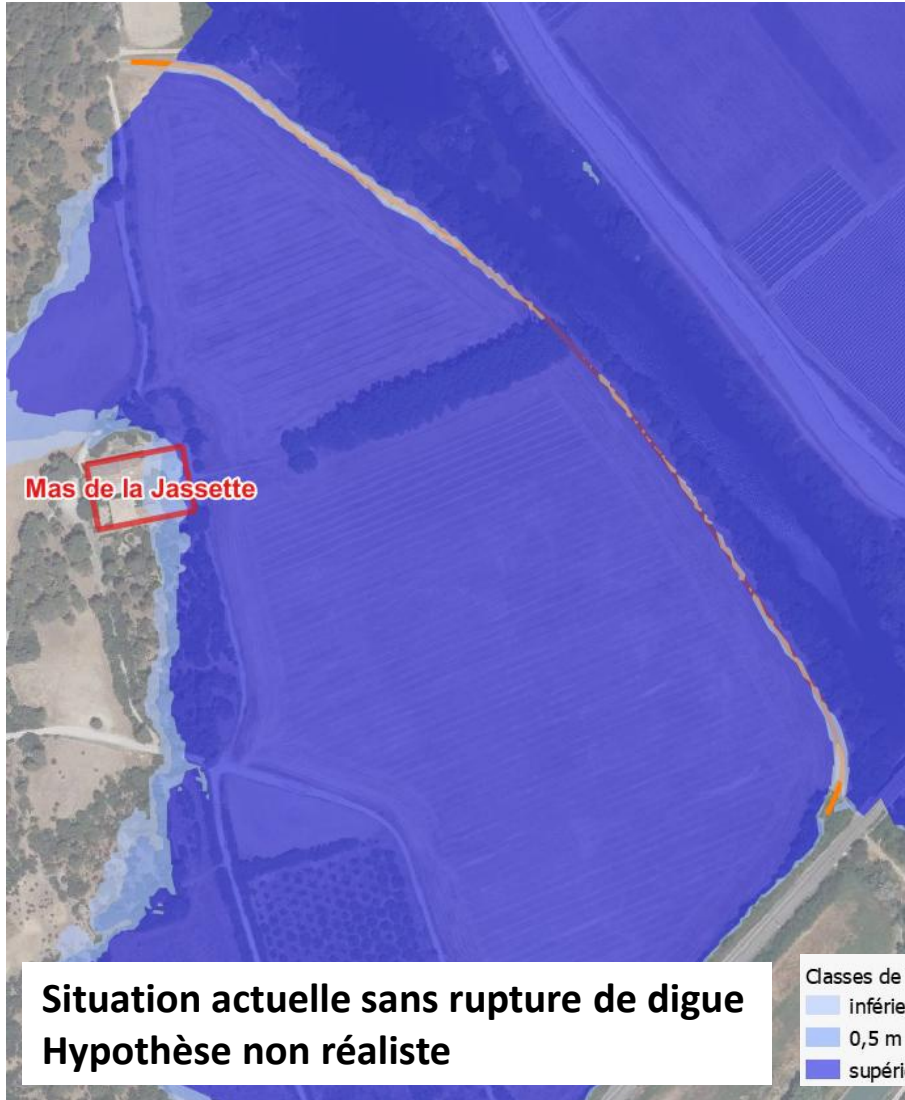 Mas de la Jassette
Situation actuelle sans rupture de digue
Hypothèse non réaliste
Classes de
0,5 m